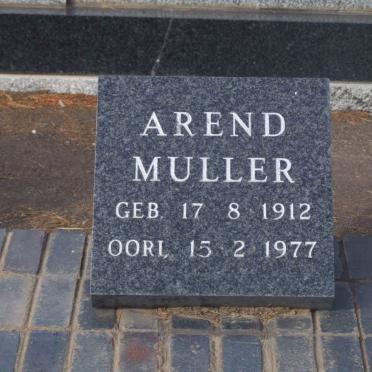 AREND
MULLER
GEB. 17 8 1912
OORL. 15 2 1977